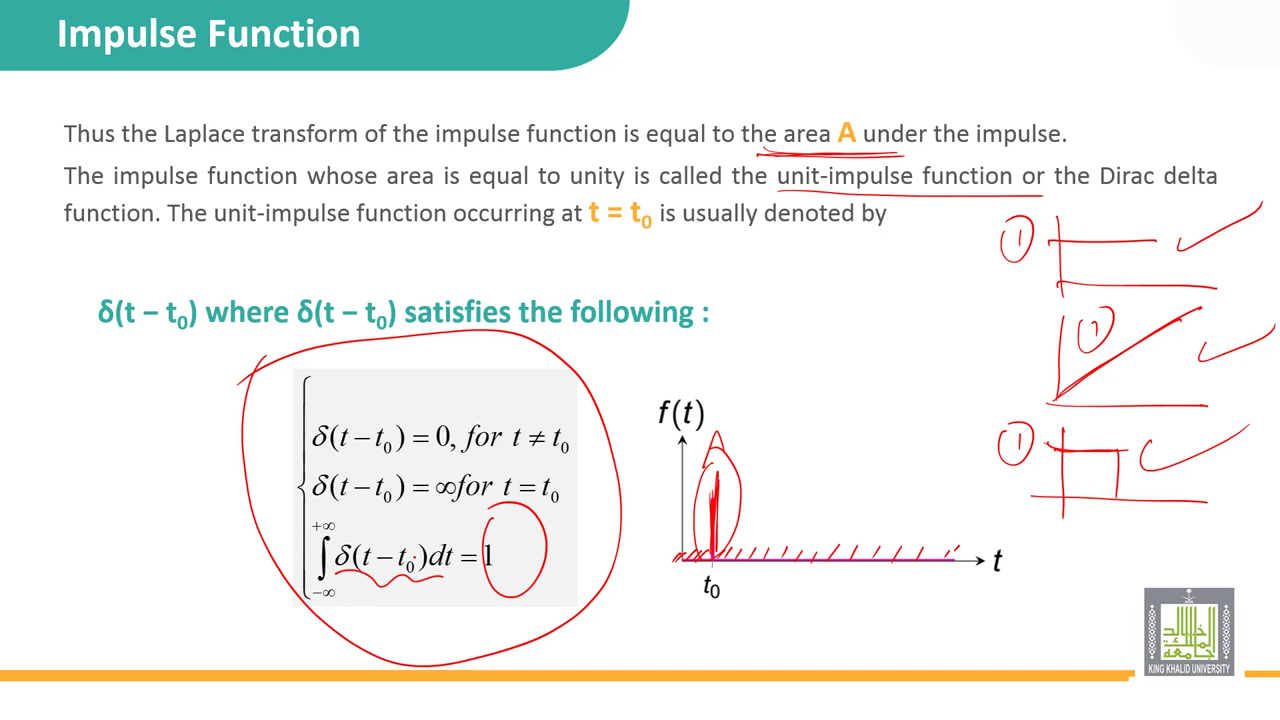 Impulse Function
Thus the Laplace transform of the impulse function is equal to the area A under the impulse.
The impulse function whose area is equal to unity is called the unit-impulse function or the Dirac delta
function. The unit-impulse function occurring at t = t₀ is usually denoted by
δ(t − t₀) where δ(t − t₀) satisfies the following :
δ(t − t₀) = 0, for t ≠ t₀
δ(t − t₀) = ∞ for t = t₀
∫₋∞⁺∞ δ(t − t₀)dt = 1
f(t)
t
t₀
1
1
1
جامعة الملك خالد
KING KHALID UNIVERSITY